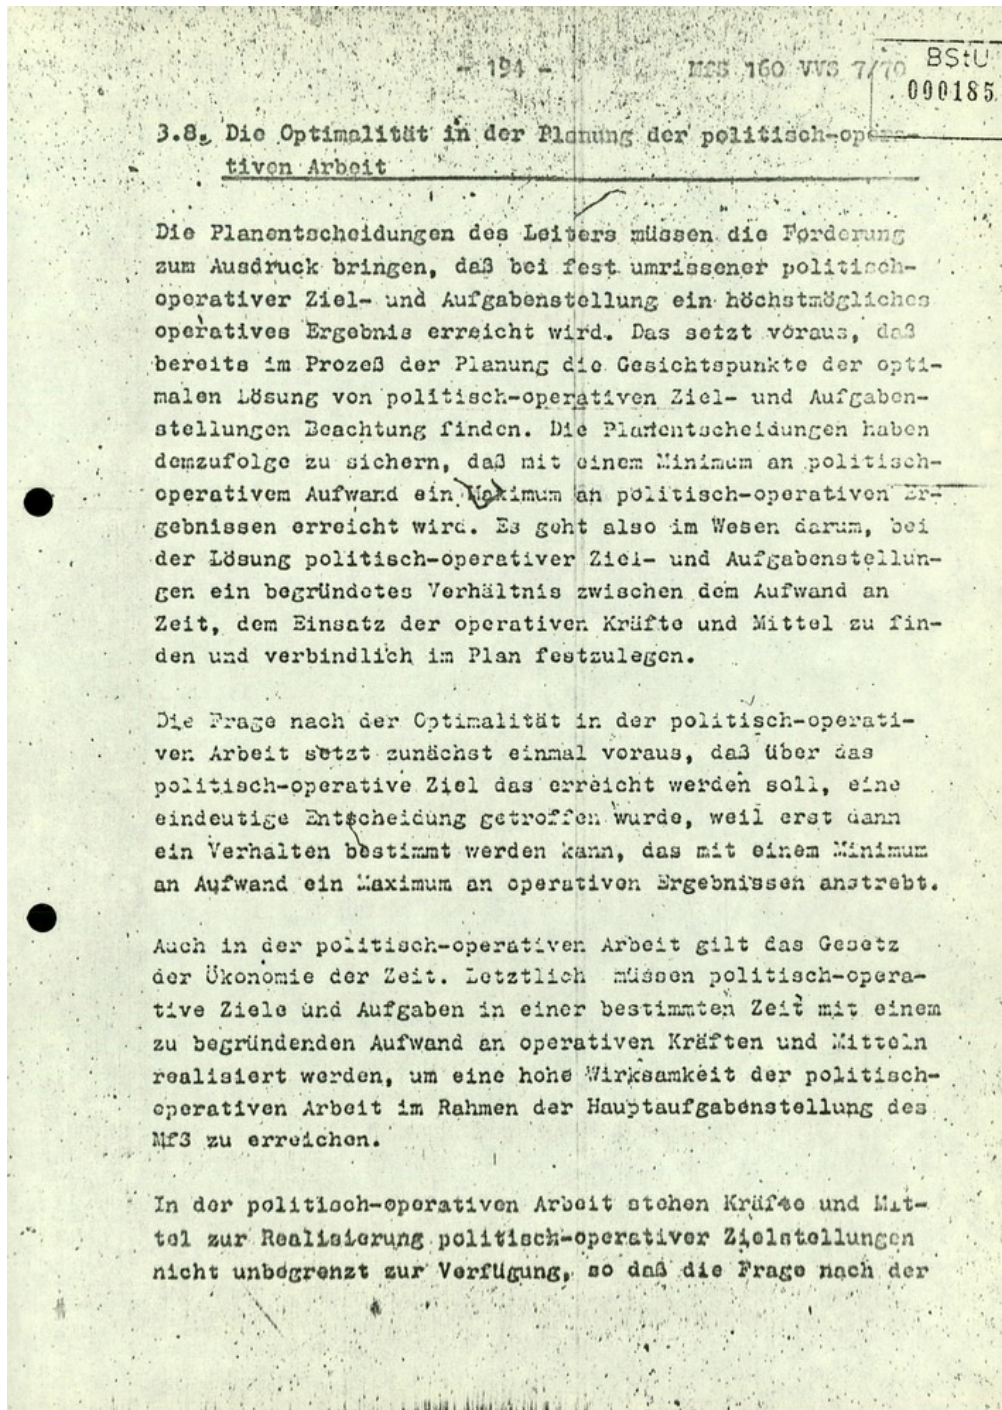 - 194 -
MfS 160 VVS 7/70
BStU
000185
3.8. Die Optimalität in der Planung der politisch-opera-
tiven Arbeit
Die Planentscheidungen des Leiters müssen die Forderung
zum Ausdruck bringen, daß bei fest umrissener politisch-
operativer Ziel- und Aufgabenstellung ein höchstmögliches
operatives Ergebnis erreicht wird. Das setzt voraus, daß
bereits im Prozeß der Planung die Gesichtspunkte der opti-
malen Lösung von politisch-operativen Ziel- und Aufgaben-
stellungen Beachtung finden. Die Planentscheidungen haben
demzufolge zu sichern, daß mit einem Minimum an politisch-
operativem Aufwand ein Maximum an politisch-operativen Er-
gebnissen erreicht wird. Es geht also im Wesen darum, bei
der Lösung politisch-operativer Ziel- und Aufgabenstellun-
gen ein begründetes Verhältnis zwischen dem Aufwand an
Zeit, dem Einsatz der operativen Kräfte und Mittel zu fin-
den und verbindlich im Plan festzulegen.
Die Frage nach der Optimalität in der politisch-operati-
ven Arbeit setzt zunächst einmal voraus, daß über das
politisch-operative Ziel das erreicht werden soll, eine
eindeutige Entscheidung getroffen wurde, weil erst dann
ein Verhalten bestimmt werden kann, das mit einem Minimum
an Aufwand ein Maximum an operativen Ergebnissen anstrebt.
Auch in der politisch-operativen Arbeit gilt das Gesetz
der Ökonomie der Zeit. Letztlich müssen politisch-opera-
tive Ziele und Aufgaben in einer bestimmten Zeit mit einem
zu begründenden Aufwand an operativen Kräften und Mitteln
realisiert werden, um eine hohe Wirksamkeit der politisch-
operativen Arbeit im Rahmen der Hauptaufgabenstellung des
MfS zu erreichen.
In der politisch-operativen Arbeit stehen Kräfte und Mit-
tel zur Realisierung politisch-operativer Zielstellungen
nicht unbegrenzt zur Verfügung, so daß die Frage nach der